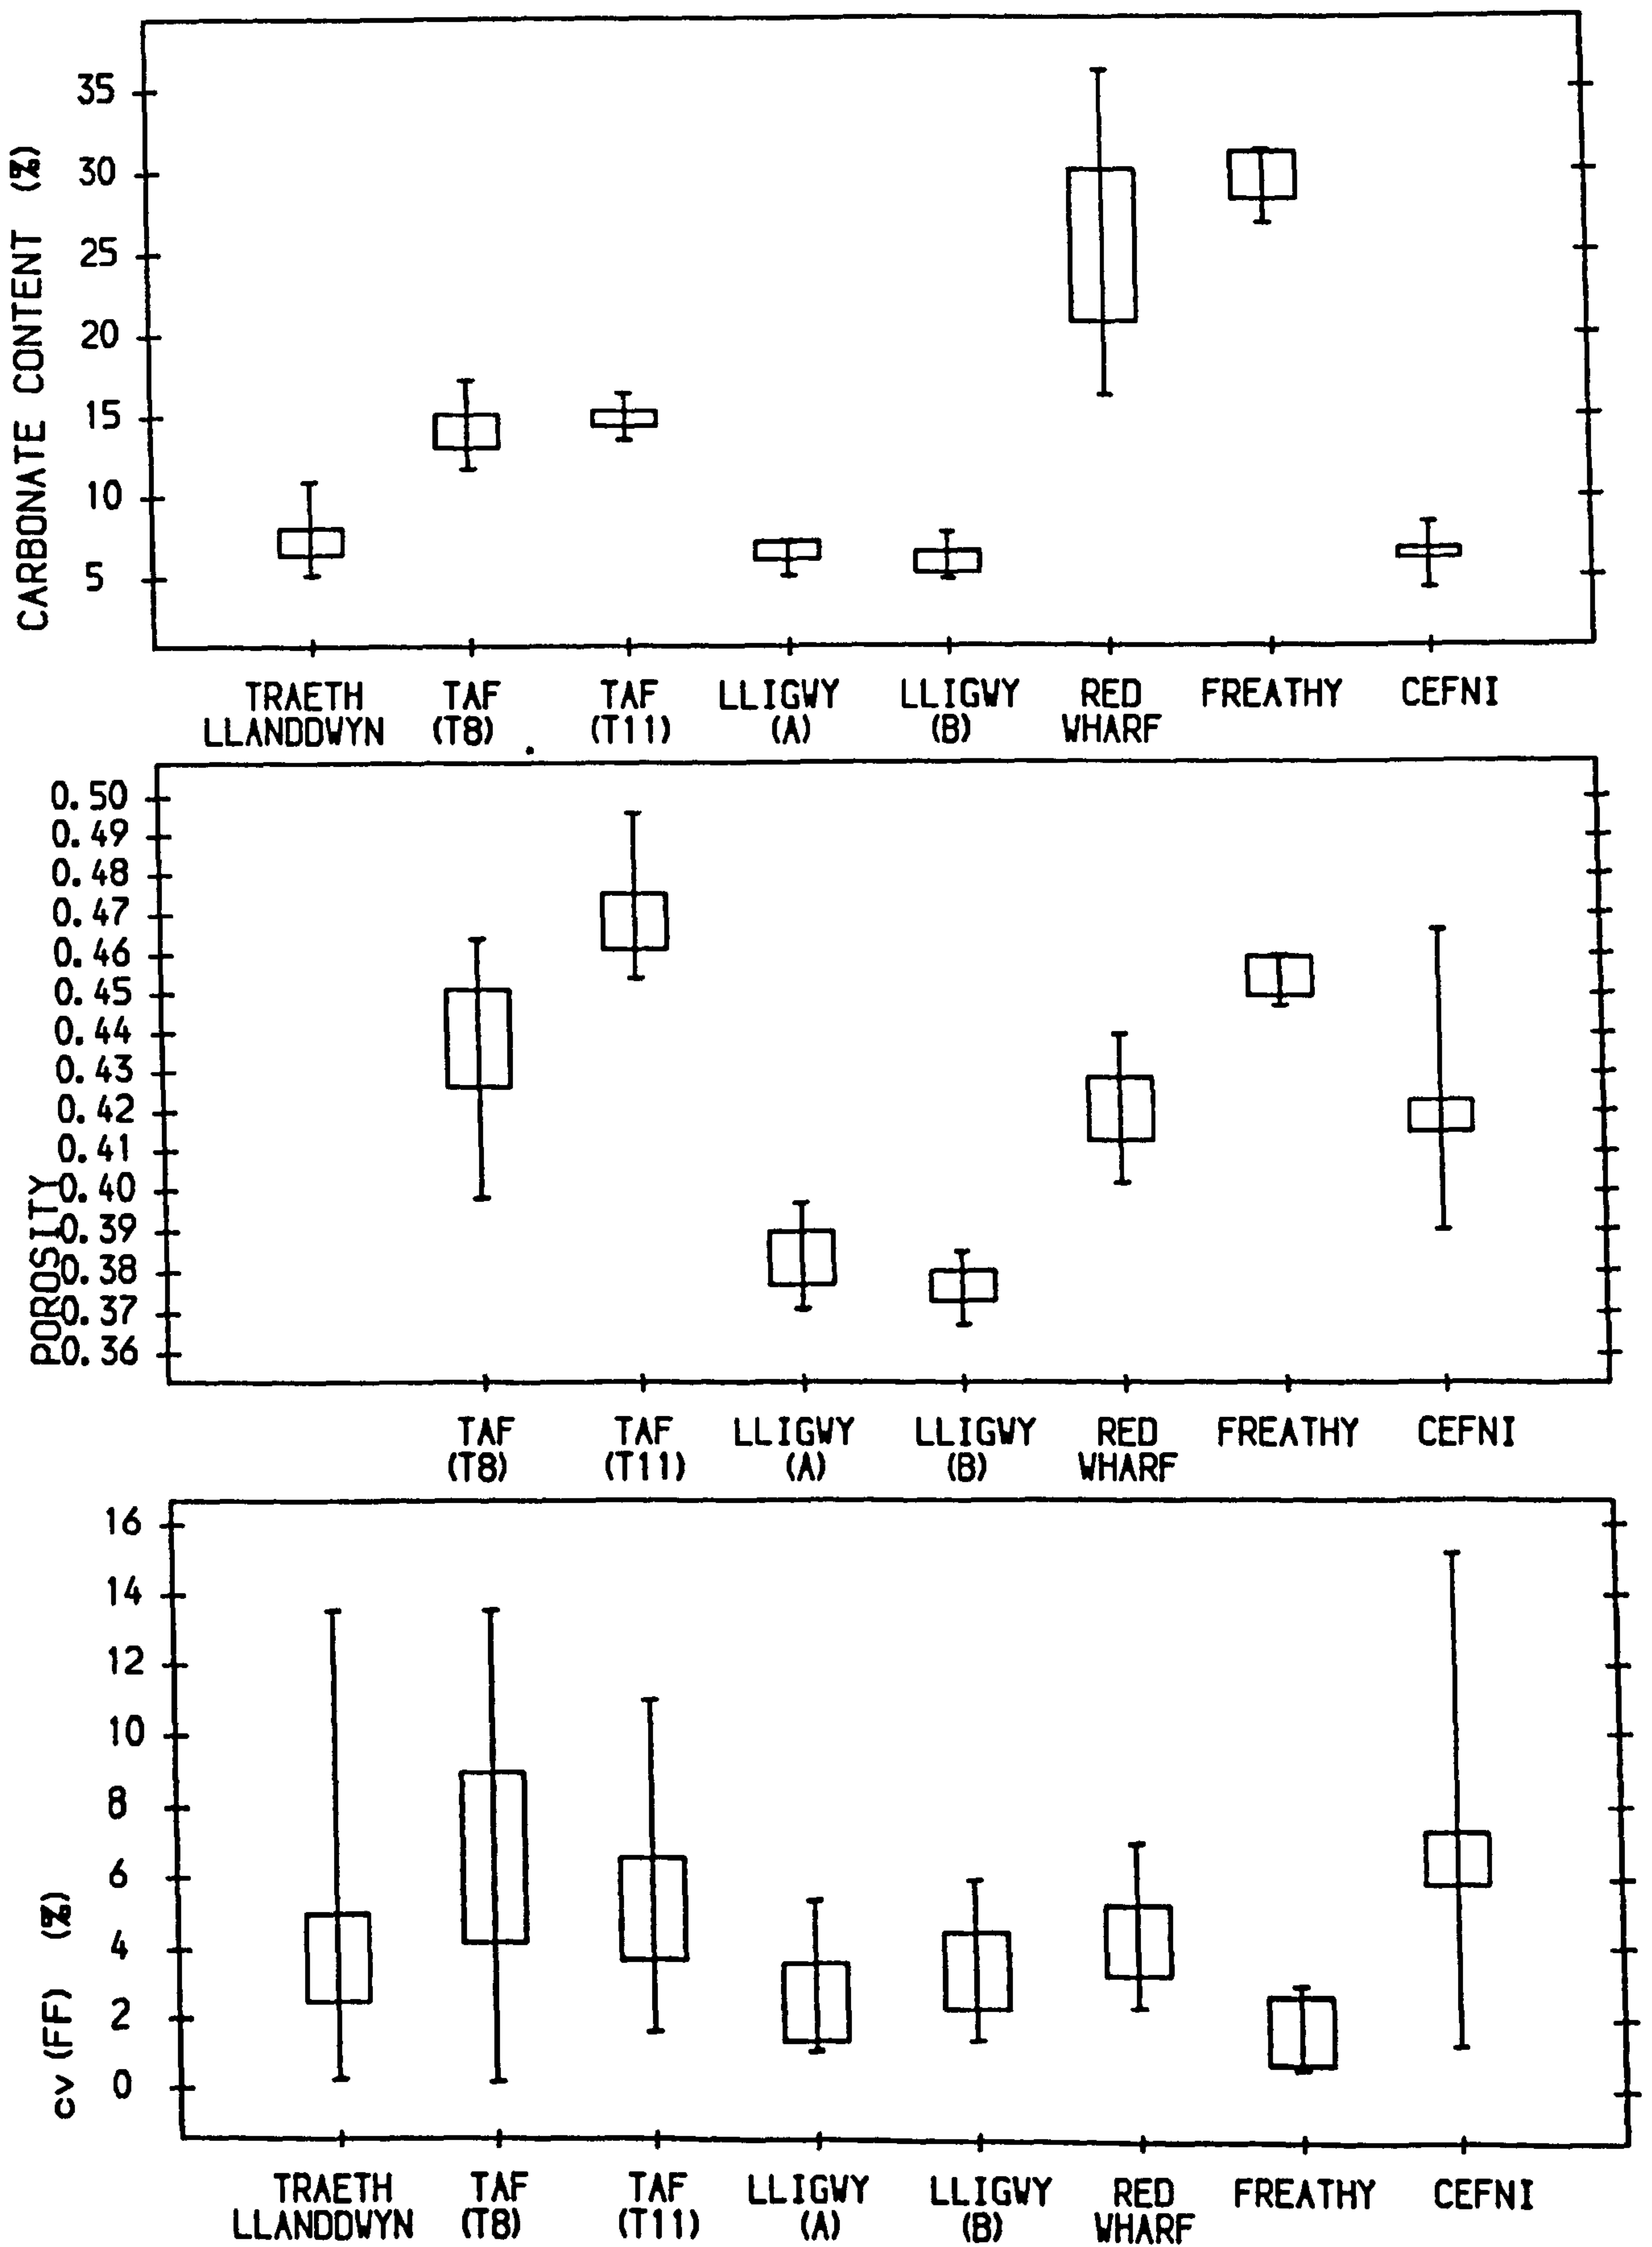 CARBONATE CONTENT (%)
35
30
25
20
15
10
5
TRAETH LLANDDWYN
TAF (T8)
TAF (T11)
LLIGWY (A)
LLIGWY (B)
RED WHARF
FREATHY
CEFNI
POROSITY
0.50
0.49
0.48
0.47
0.46
0.45
0.44
0.43
0.42
0.41
0.40
0.39
0.38
0.37
0.36
TAF (T8)
TAF (T11)
LLIGWY (A)
LLIGWY (B)
RED WHARF
FREATHY
CEFNI
cv (FF) (%)
16
14
12
10
8
6
4
2
0
TRAETH LLANDDWYN
TAF (T8)
TAF (T11)
LLIGWY (A)
LLIGWY (B)
RED WHARF
FREATHY
CEFNI